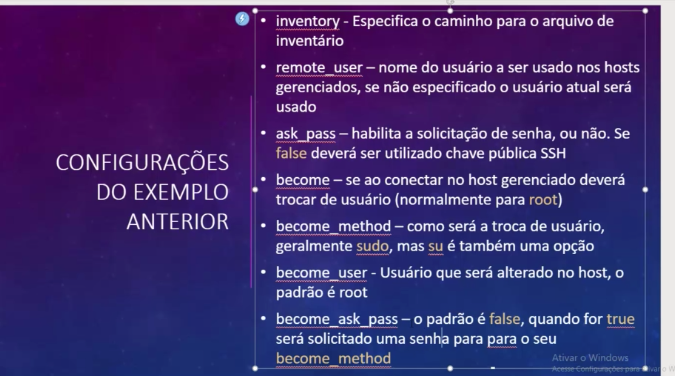 CONFIGURAÇÕES
DO EXEMPLO
ANTERIOR
• inventory - Especifica o caminho para o arquivo de
inventário
• remote_user – nome do usuário a ser usado nos hosts
gerenciados, se não especificado o usuário atual será
usado
• ask_pass – habilita a solicitação de senha, ou não. Se
false deverá ser utilizado chave pública SSH
• become – se ao conectar no host gerenciado deverá
trocar de usuário (normalmente para root)
• become_method – como será a troca de usuário,
geralmente sudo, mas su é também uma opção
• become_user - Usuário que será alterado no host, o
padrão é root
• become_ask_pass – o padrão é false, quando for true
será solicitado uma senha para para o seu
become_method
Ativar o Windows
Acesse Configurações para ativar o